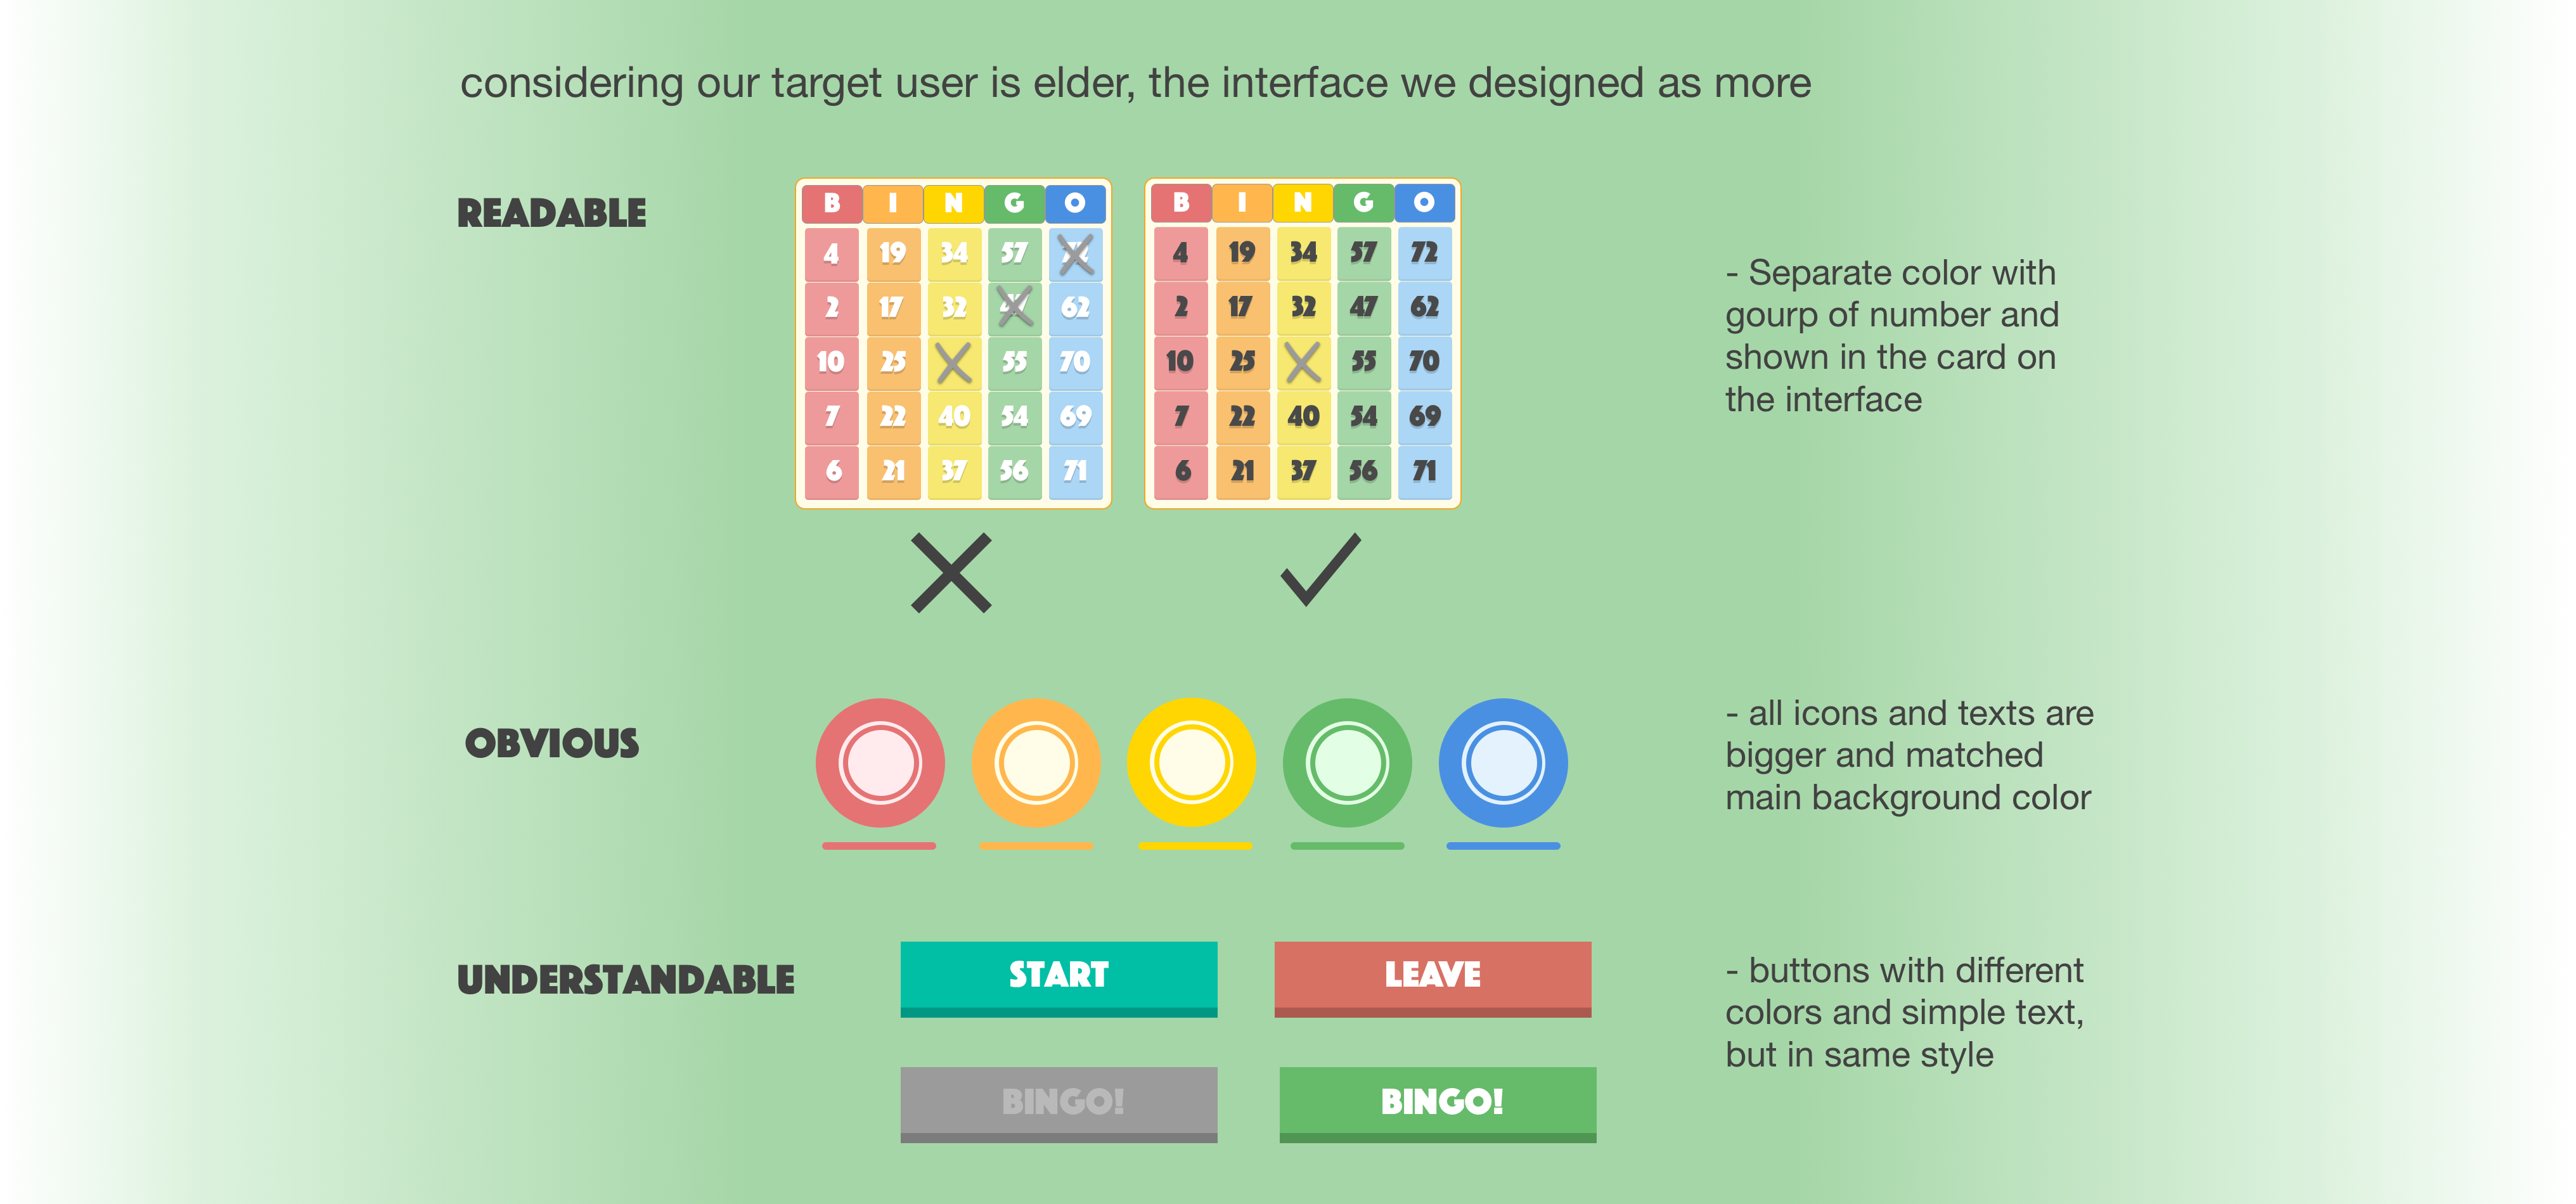 considering our target user is elder, the interface we designed as more
READABLE
B I N G O
4 19 34 57
2 17 32 62
10 25 55 70
7 22 40 54 69
6 21 37 56 71
B I N G O
4 19 34 57 72
2 17 32 47 62
10 25 55 70
7 22 40 54 69
6 21 37 56 71
- Separate color with
gourp of number and
shown in the card on
the interface
OBVIOUS
- all icons and texts are
bigger and matched
main background color
UNDERSTANDABLE
START
LEAVE
BINGO!
BINGO!
- buttons with different
colors and simple text,
but in same style